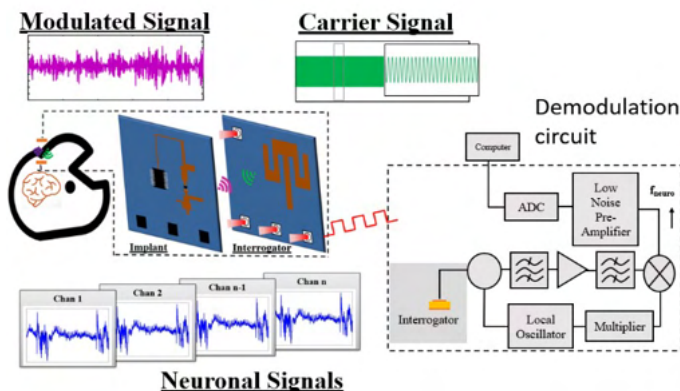 Modulated Signal
Carrier Signal
Demodulation
circuit
Computer
ADC
Low
Noise
Pre-
Amplifier
fneuro
Implant
Interrogator
Interrogator
Local
Oscillator
Multiplier
Chan 1
Chan 2
Chan n-1
Chan n
Neuronal Signals